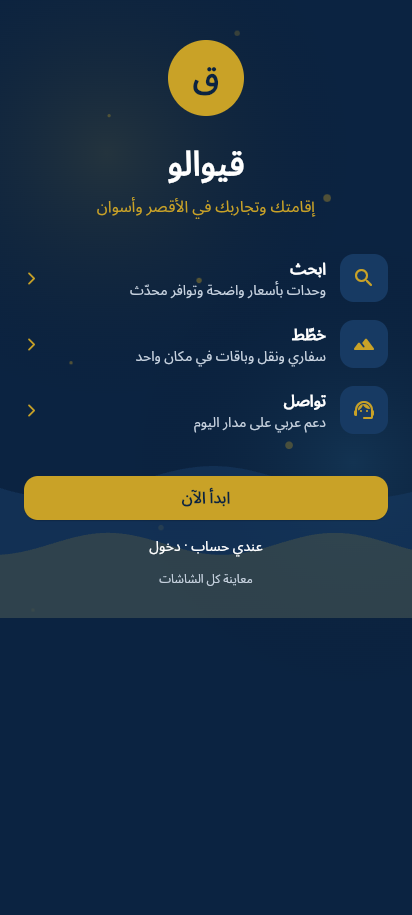 ق
قيوالو
إقامتك وتجاربك في الأقصر وأسوان
ابحث
وحدات بأسعار واضحة وتوافر محدّث
خطّط
سفاري ونقل وباقات في مكان واحد
تواصل
دعم عربي على مدار اليوم
ابدأ الآن
عندي حساب · دخول
معاينة كل الشاشات